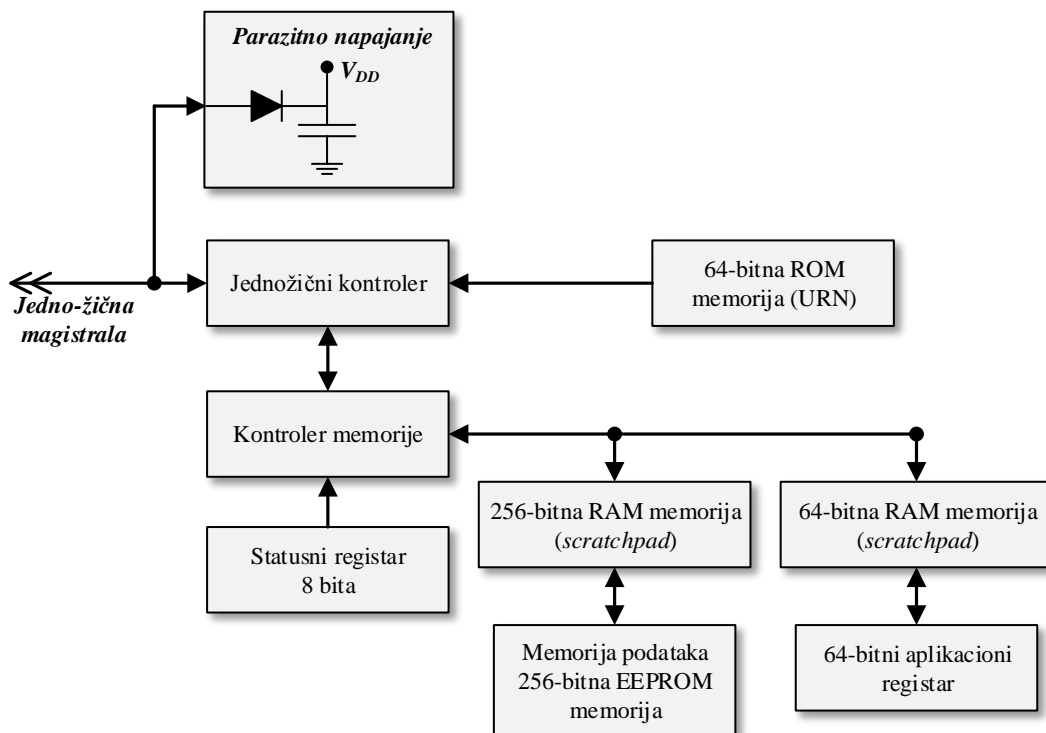 Parazitno napajanje
VDD
Jednožični kontroler
64-bitna ROM
memorija (URN)
Jedno-žična
magistrala
Kontroler memorije
256-bitna RAM memorija
(scratchpad)
64-bitna RAM memorija
(scratchpad)
Statusni registar
8 bita
Memorija podataka
256-bitna EEPROM
memorija
64-bitni aplikacioni
registar